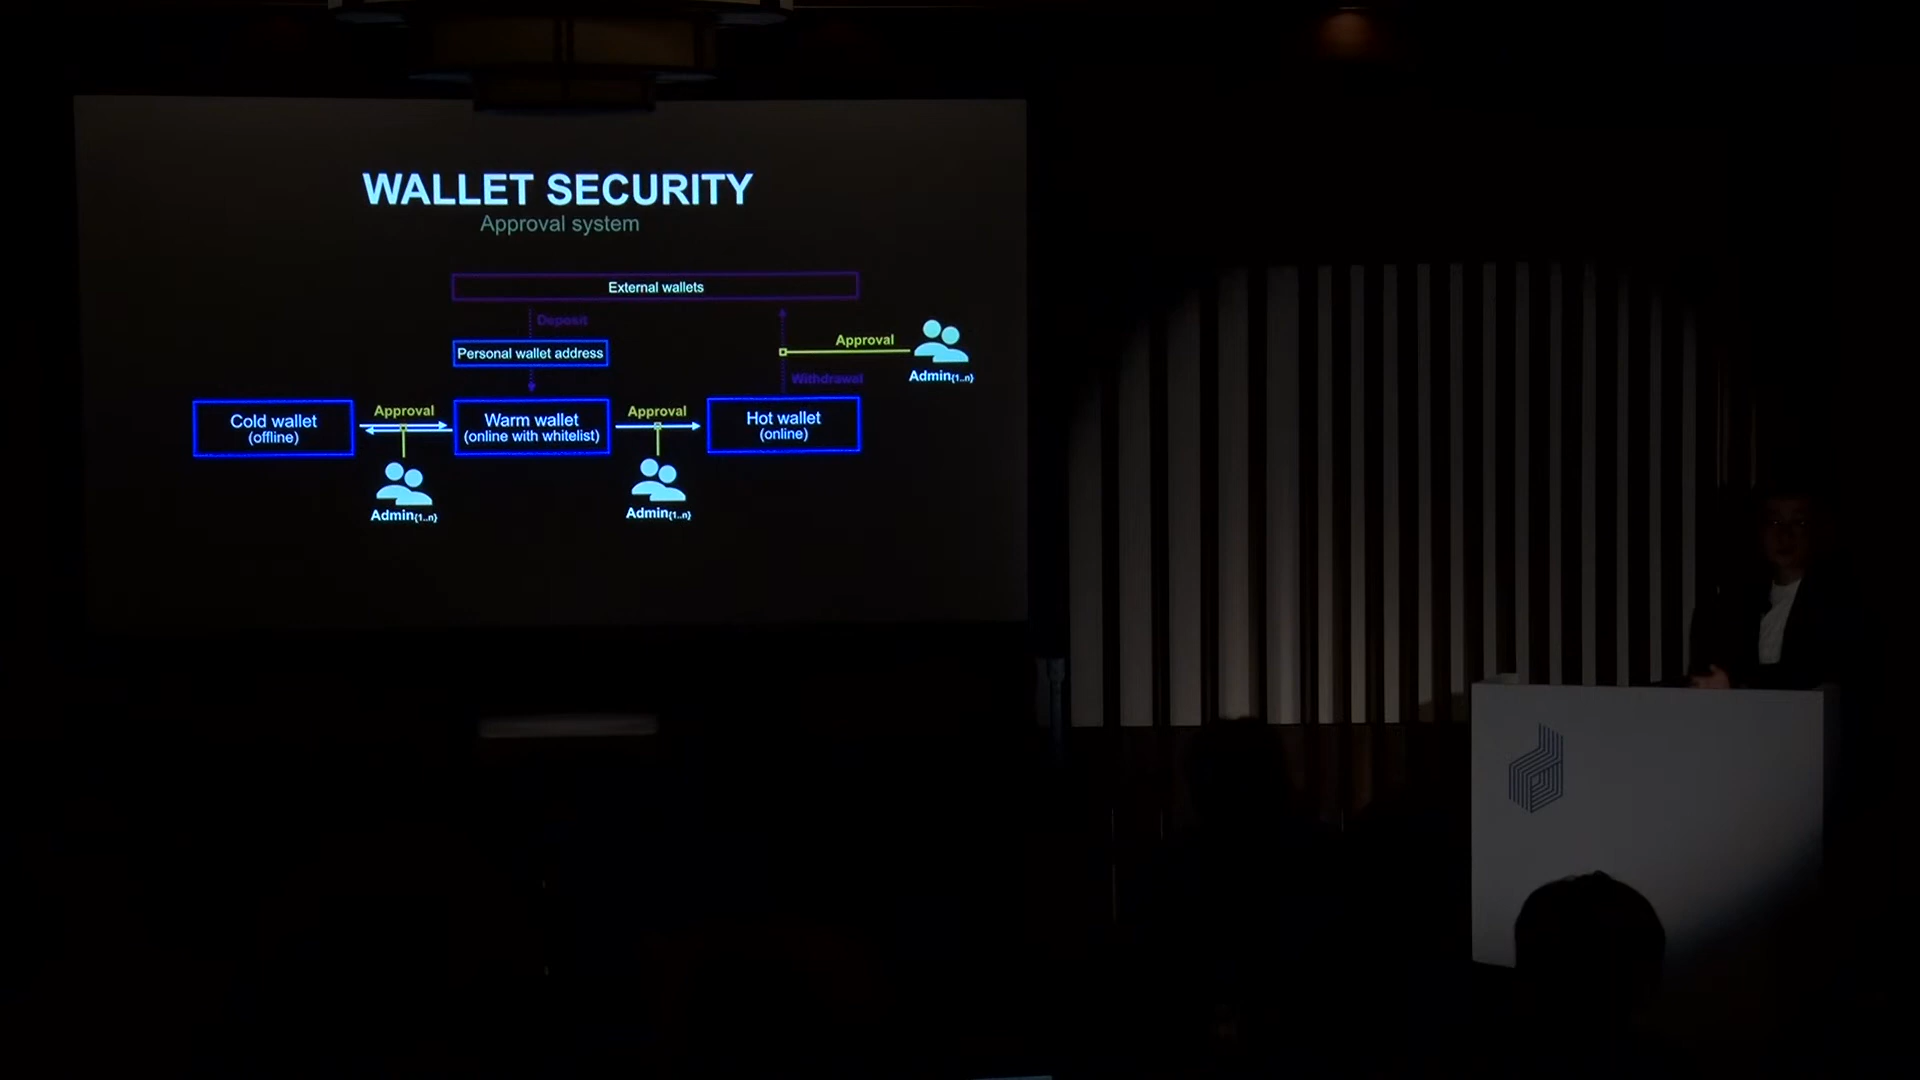 WALLET SECURITY
Approval system
External wallets
Deposit
Personal wallet address
Approval
Admin{1..n}
Withdrawal
Cold wallet
(offline)
Approval
Warm wallet
(online with whitelist)
Approval
Hot wallet
(online)
Admin{1..n}
Admin{1..n}